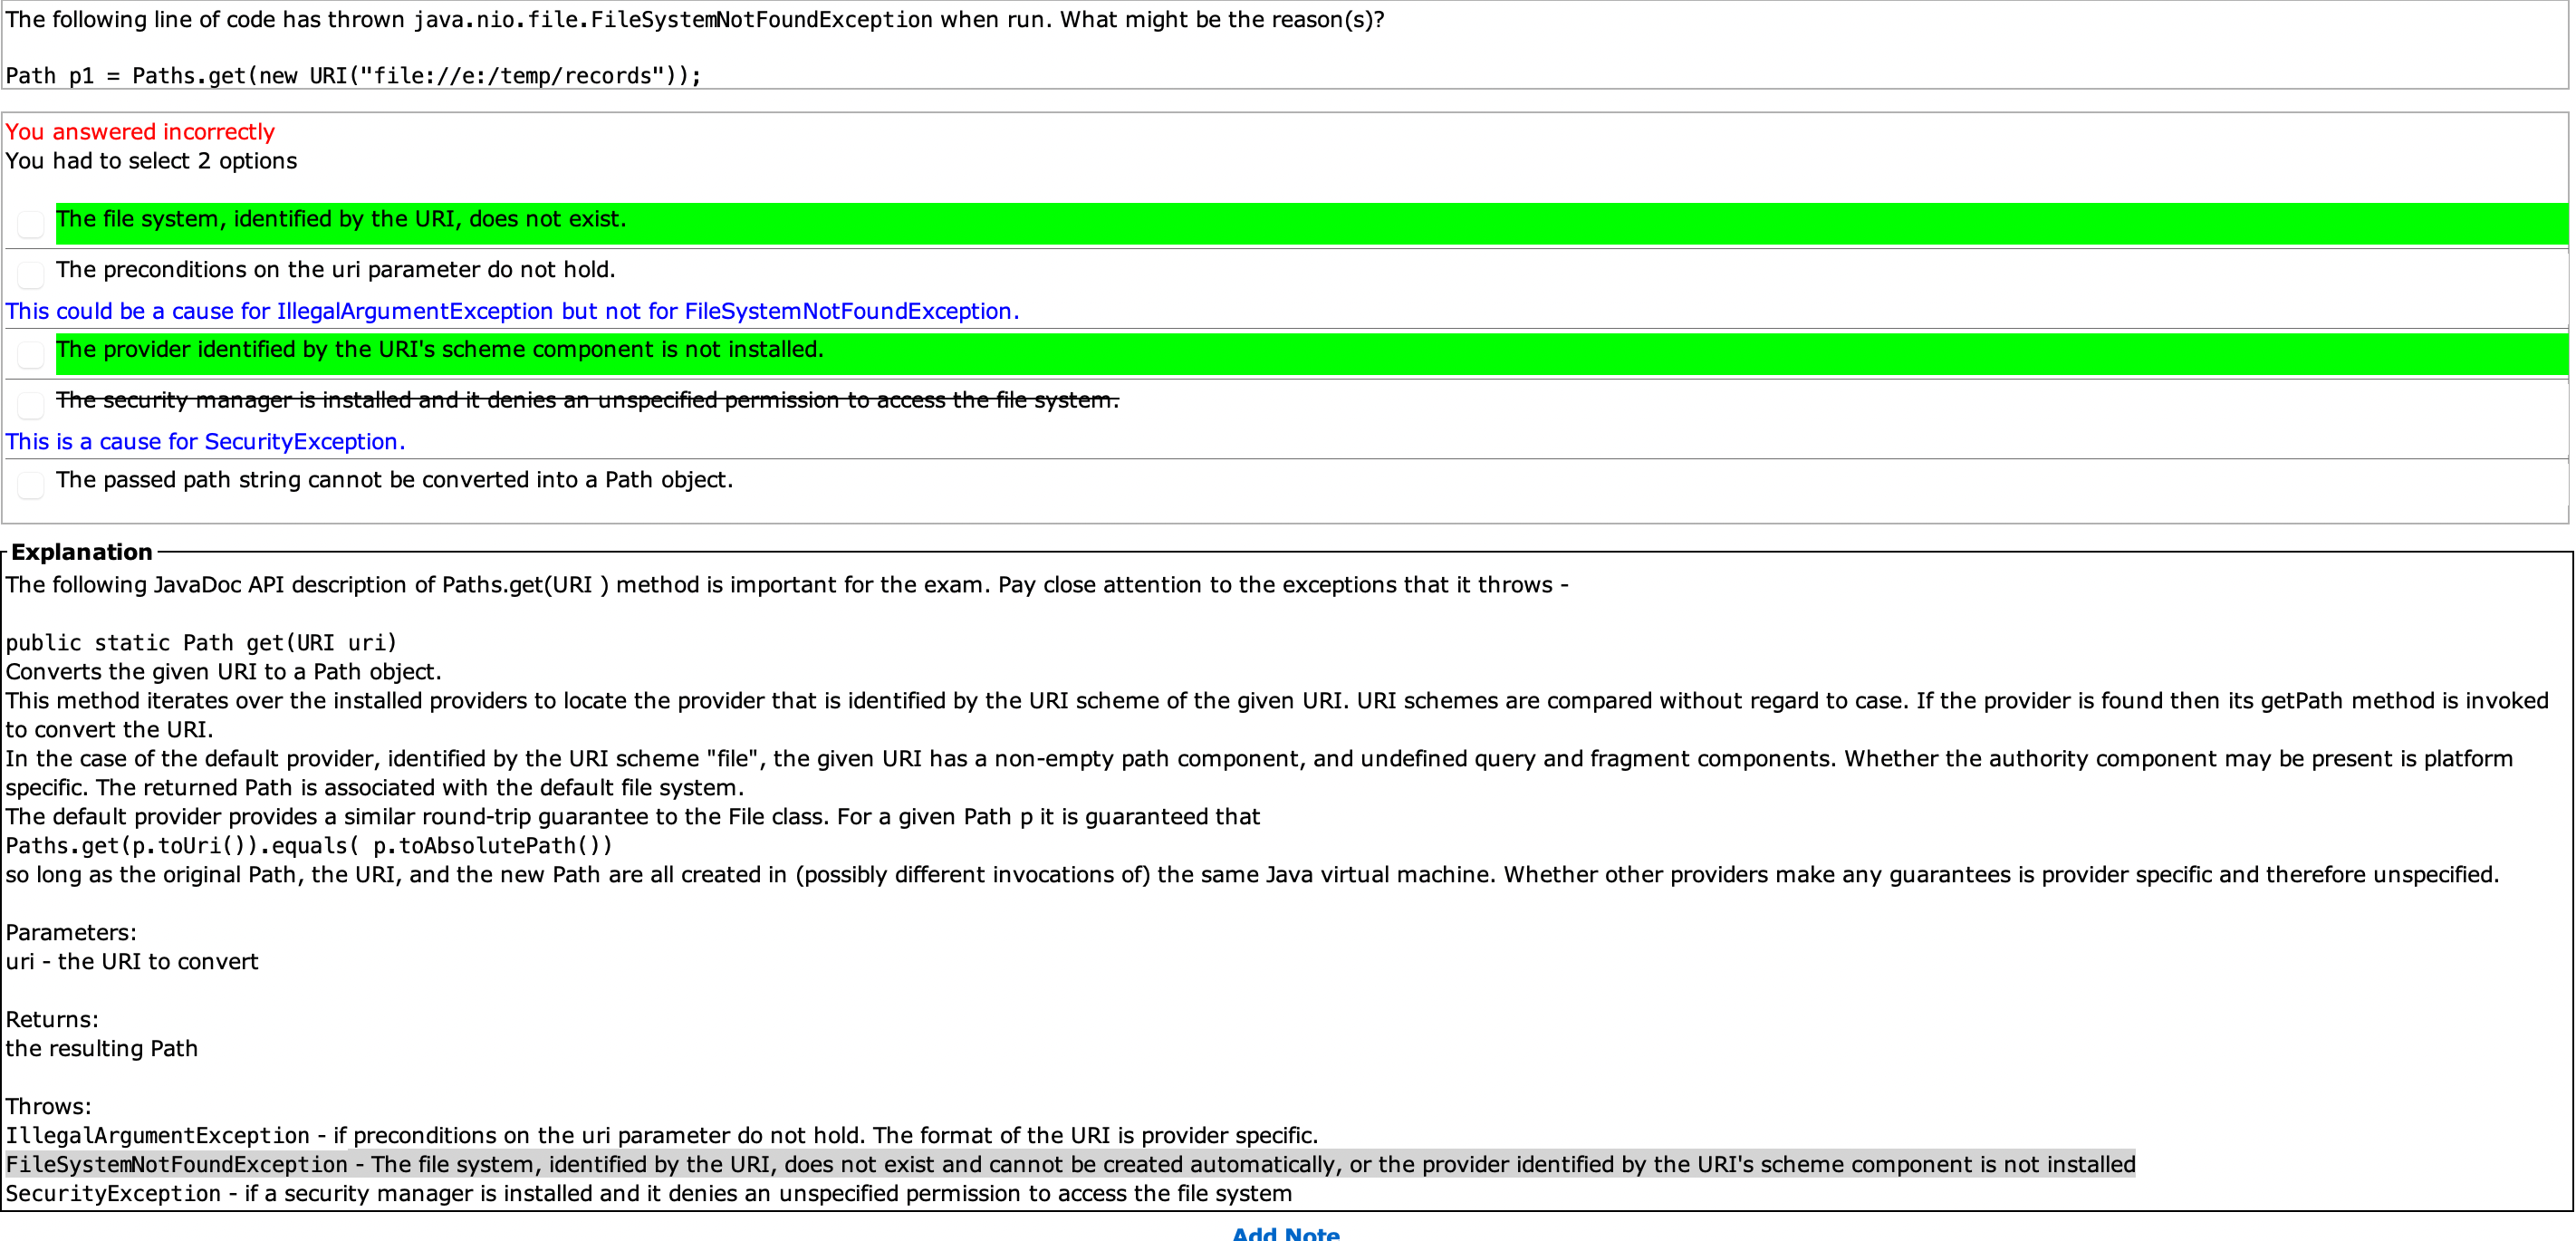 The following line of code has thrown java.nio.file.FileSystemNotFoundException when run. What might be the reason(s)?
Path p1 = Paths.get(new URI("file://e:/temp/records"));
You answered incorrectly
You had to select 2 options
The file system, identified by the URI, does not exist.
The preconditions on the uri parameter do not hold.
This could be a cause for IllegalArgumentException but not for FileSystemNotFoundException.
The provider identified by the URI's scheme component is not installed.
The security manager is installed and it denies an unspecified permission to access the file system.
This is a cause for SecurityException.
The passed path string cannot be converted into a Path object.
Explanation
The following JavaDoc API description of Paths.get(URI ) method is important for the exam. Pay close attention to the exceptions that it throws -
public static Path get(URI uri)
Converts the given URI to a Path object.
This method iterates over the installed providers to locate the provider that is identified by the URI scheme of the given URI. URI schemes are compared without regard to case. If the provider is found then its getPath method is invoked
to convert the URI.
In the case of the default provider, identified by the URI scheme "file", the given URI has a non-empty path component, and undefined query and fragment components. Whether the authority component may be present is platform
specific. The returned Path is associated with the default file system.
The default provider provides a similar round-trip guarantee to the File class. For a given Path p it is guaranteed that
Paths.get(p.toUri()).equals( p.toAbsolutePath())
so long as the original Path, the URI, and the new Path are all created in (possibly different invocations of) the same Java virtual machine. Whether other providers make any guarantees is provider specific and therefore unspecified.
Parameters:
uri - the URI to convert
Returns:
the resulting Path
Throws:
IllegalArgumentException - if preconditions on the uri parameter do not hold. The format of the URI is provider specific.
FileSystemNotFoundException - The file system, identified by the URI, does not exist and cannot be created automatically, or the provider identified by the URI's scheme component is not installed
SecurityException - if a security manager is installed and it denies an unspecified permission to access the file system
Add Note